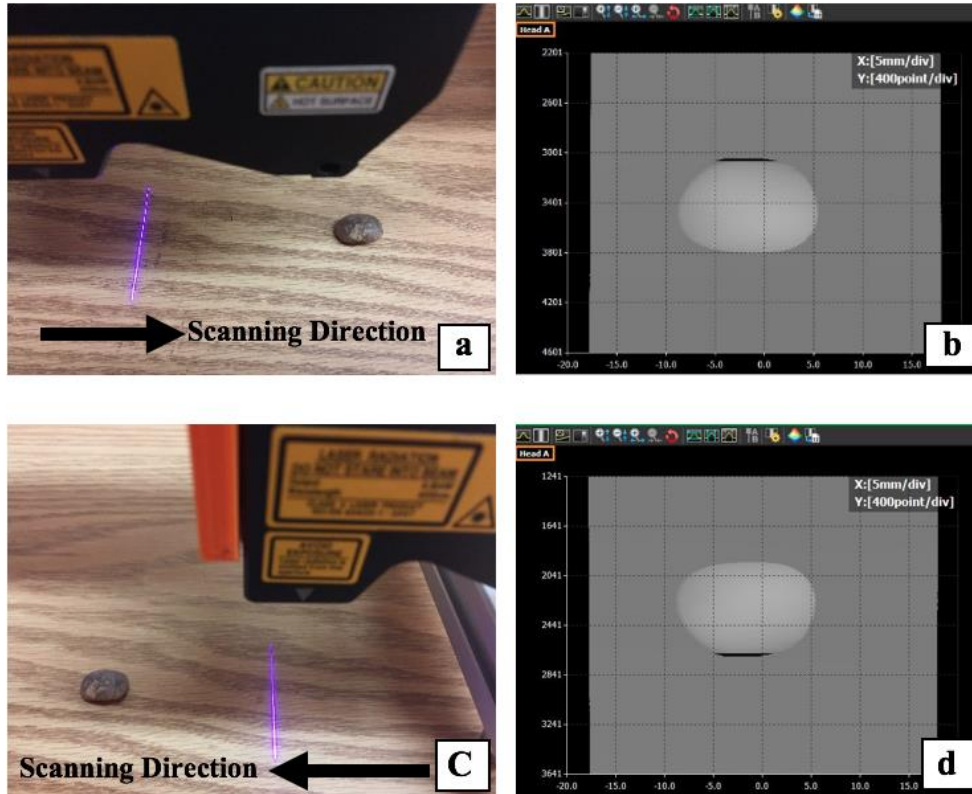 CAUTION
HOT SURFACE
Scanning Direction
a
Head A
X:[5mm/div]
Y:[400point/div]
2201
2601
3001
3401
3801
4201
4601
-20.0 -15.0 -10.0 -5.0 0.0 5.0 10.0 15.0
b
LASER RADIATION
DO NOT STARE INTO BEAM
AVOID
EXPOSURE
Scanning Direction
C
Head A
X:[5mm/div]
Y:[400point/div]
1241
1641
2041
2441
2841
3241
3641
-20.0 -15.0 -10.0 -5.0 0.0 5.0 10.0 15.0
d